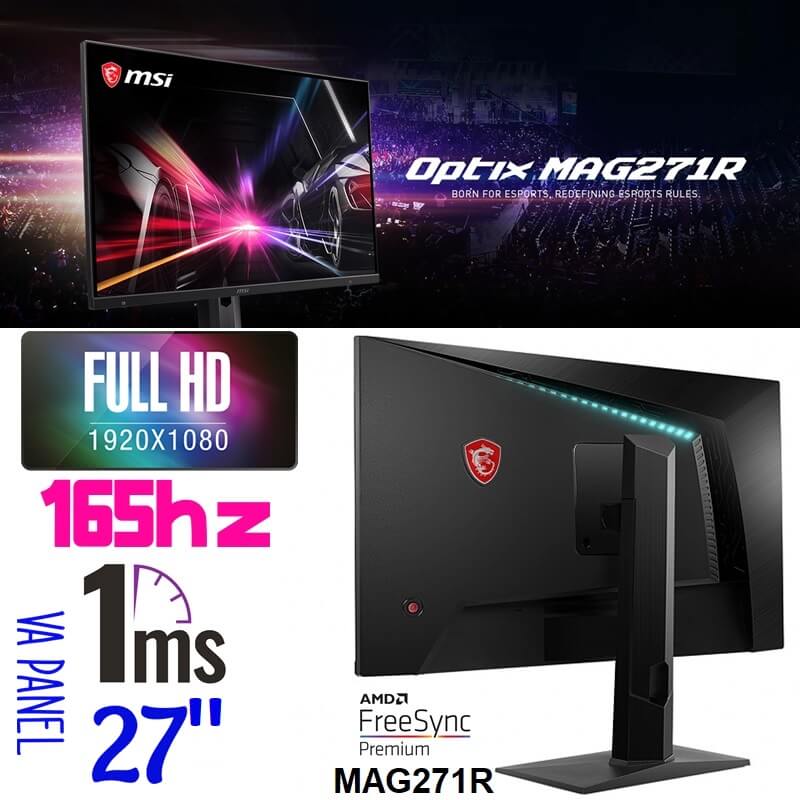 msi
Optix MAG271R
BORN FOR ESPORTS, REDEFINING ESPORTS RULES.
msi
FULL HD
1920X1080
165hz
1ms
VA PANEL
27"
AMD
FreeSync
Premium
MAG271R